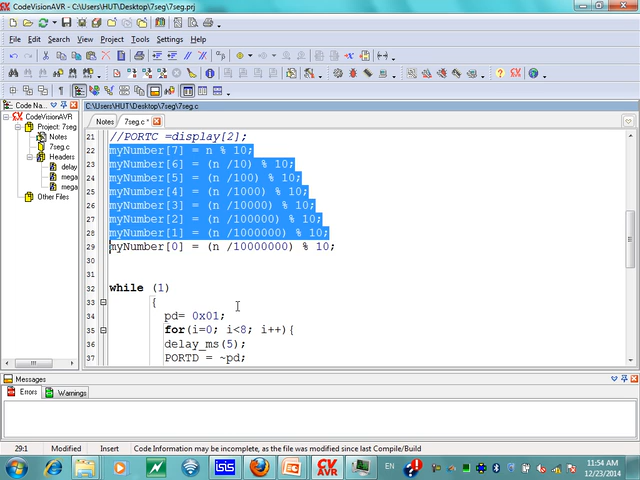 CodeVisionAVR - C:\Users\HUT\Desktop\7seg\7seg.prj
File Edit Search View Project Tools Settings Help
Code Na...
C:\Users\HUT\Desktop\7seg\7seg.c
CodeVisionAVR
Project: 7seg
Notes
7seg.c
Headers
delay
mega
mega
Other Files
Notes 7seg.c *
21 //PORTC =display[2];
22 myNumber[7] = n % 10;
23 myNumber[6] = (n /10) % 10;
24 myNumber[5] = (n /100) % 10;
25 myNumber[4] = (n /1000) % 10;
26 myNumber[3] = (n /10000) % 10;
27 myNumber[2] = (n /100000) % 10;
28 myNumber[1] = (n /1000000) % 10;
29 myNumber[0] = (n /10000000) % 10;
30
31
32 while (1)
33 {
34 pd= 0x01;
35 for(i=0; i<8; i++){
36 delay_ms(5);
37 PORTD = ~pd;
Messages
Errors Warnings
29:1 Modified Insert Code Information may be incomplete, as the file was modified since last Compile/Build
ISIS CV AVR EN 11:54 AM
12/23/2014